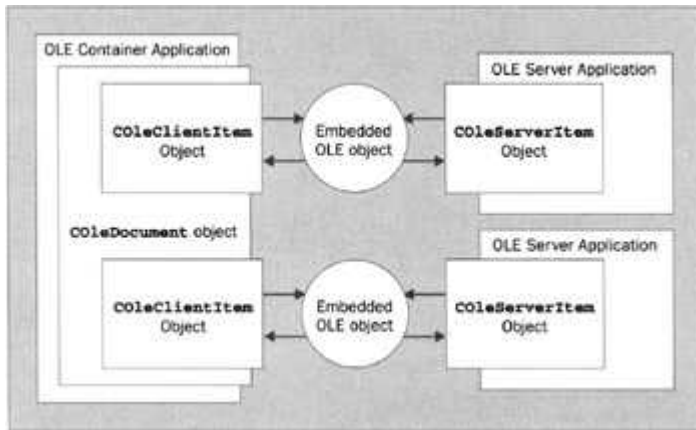 OLE Container Application
OLE Server Application
COleClientItem
Object
Embedded
OLE object
COleServerItem
Object
COleDocument object
OLE Server Application
COleClientItem
Object
Embedded
OLE object
COleServerItem
Object